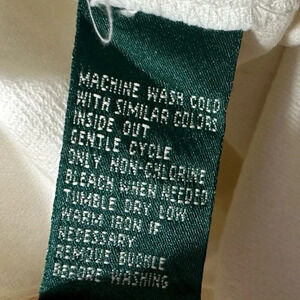 MACHINE WASH COLD
WITH SIMILAR COLORS
INSIDE OUT
GENTLE CYCLE
ONLY NON-CHLORINE
BLEACH WHEN NEEDED
TUMBLE DRY LOW
WARM IRON IF
NECESSARY
REMOVE BUCKLE
BEFORE WASHING